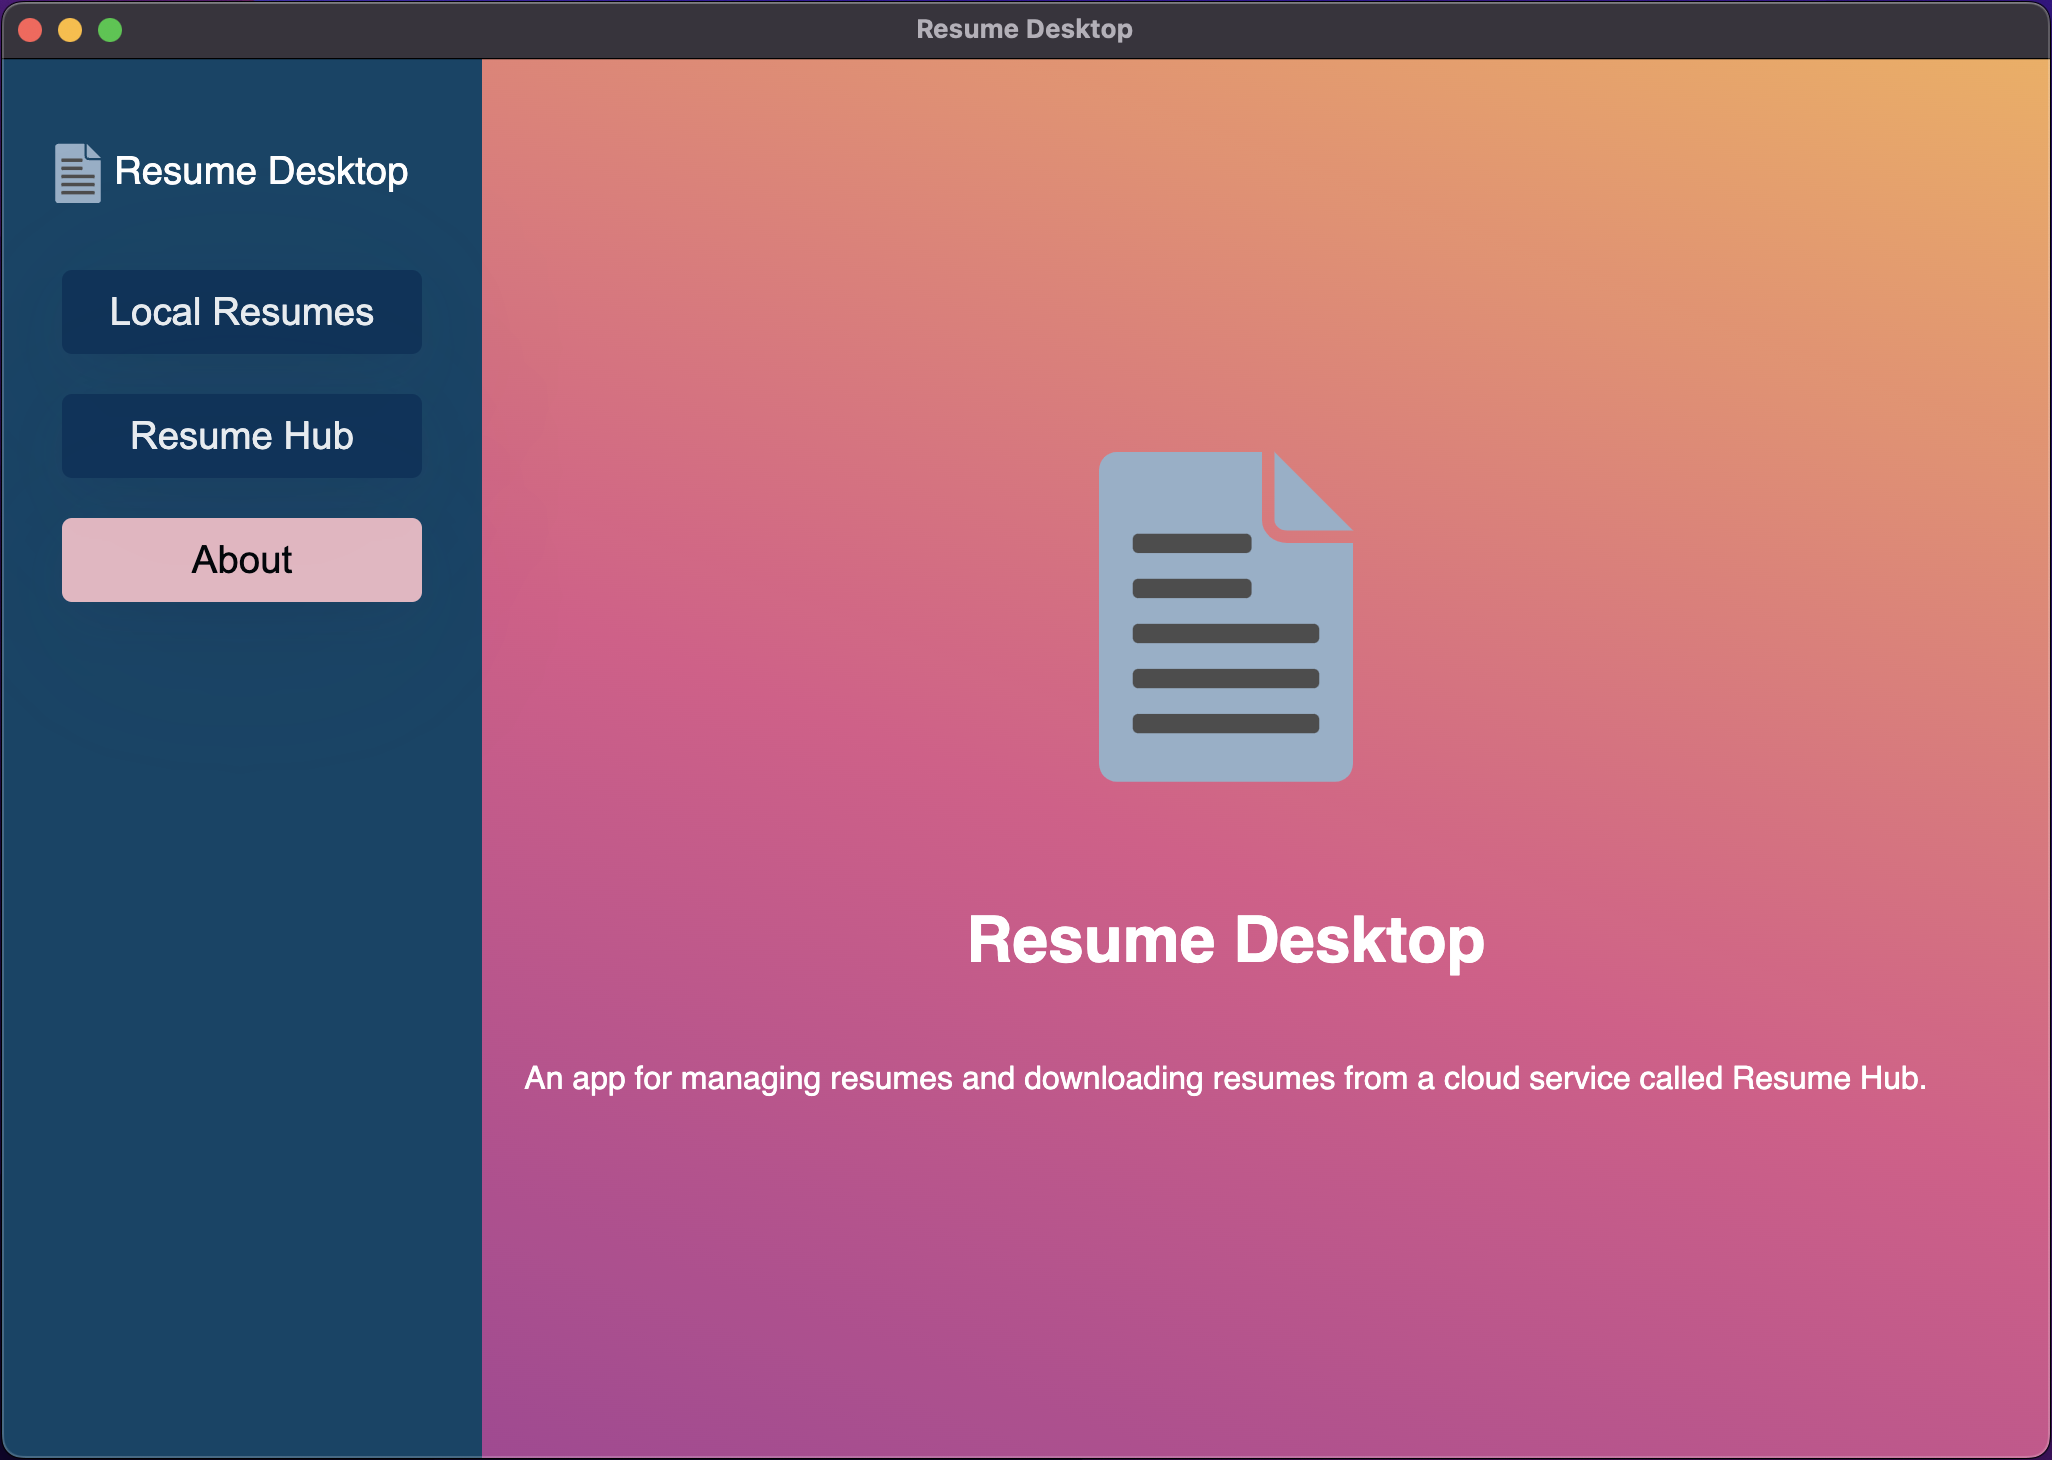 Resume Desktop
Resume Desktop
Local Resumes
Resume Hub
About
Resume Desktop
An app for managing resumes and downloading resumes from a cloud service called Resume Hub.